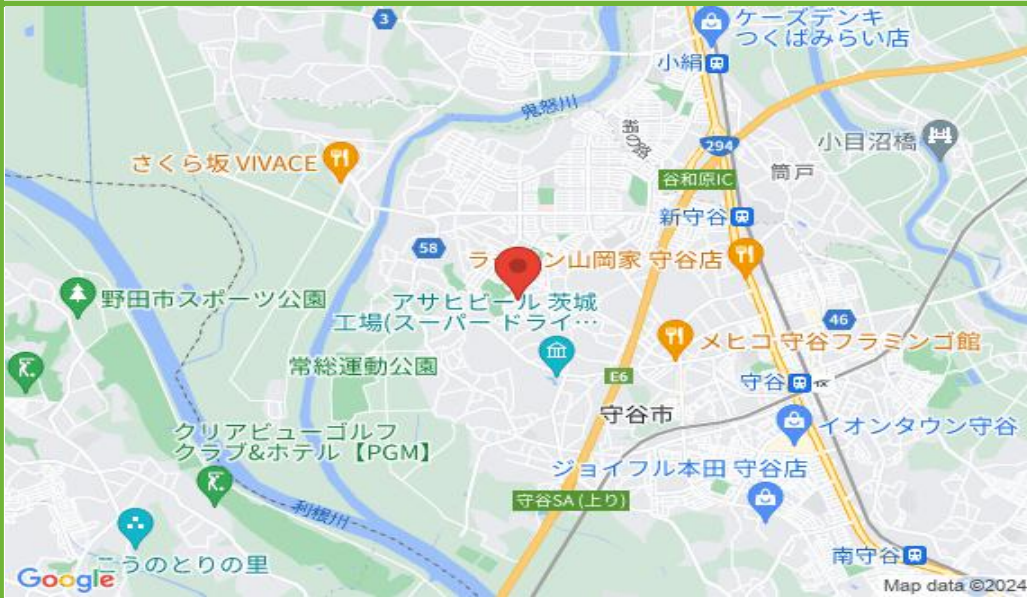 3
ケーズデンキ
つくばみらい店
小絹
鬼怒川
294
小目沼橋
さくら坂 VIVACE
筒戸
谷和原IC
新守谷
58
ン山岡家 守谷店
野田市スポーツ公園
アサヒビール 茨城
工場(スーパー ドライ…
46
メヒコ 守谷フラミンゴ館
常総運動公園
E6
守谷
守谷市
イオンタウン守谷
クリアビューゴルフ
クラブ&ホテル【PGM】
ジョイフル本田 守谷店
守谷SA (上り)
利根川
こうのとりの里
南守谷
Google
Map data ©2024